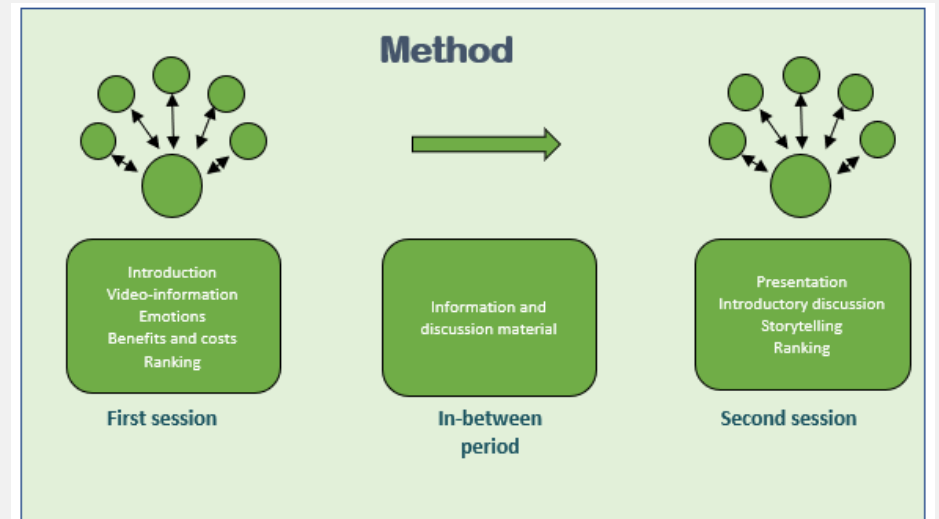 Method
Introduction
Video-information
Emotions
Benefits and costs
Ranking
First session
Information and
discussion material
In-between
period
Presentation
Introductory discussion
Storytelling
Ranking
Second session